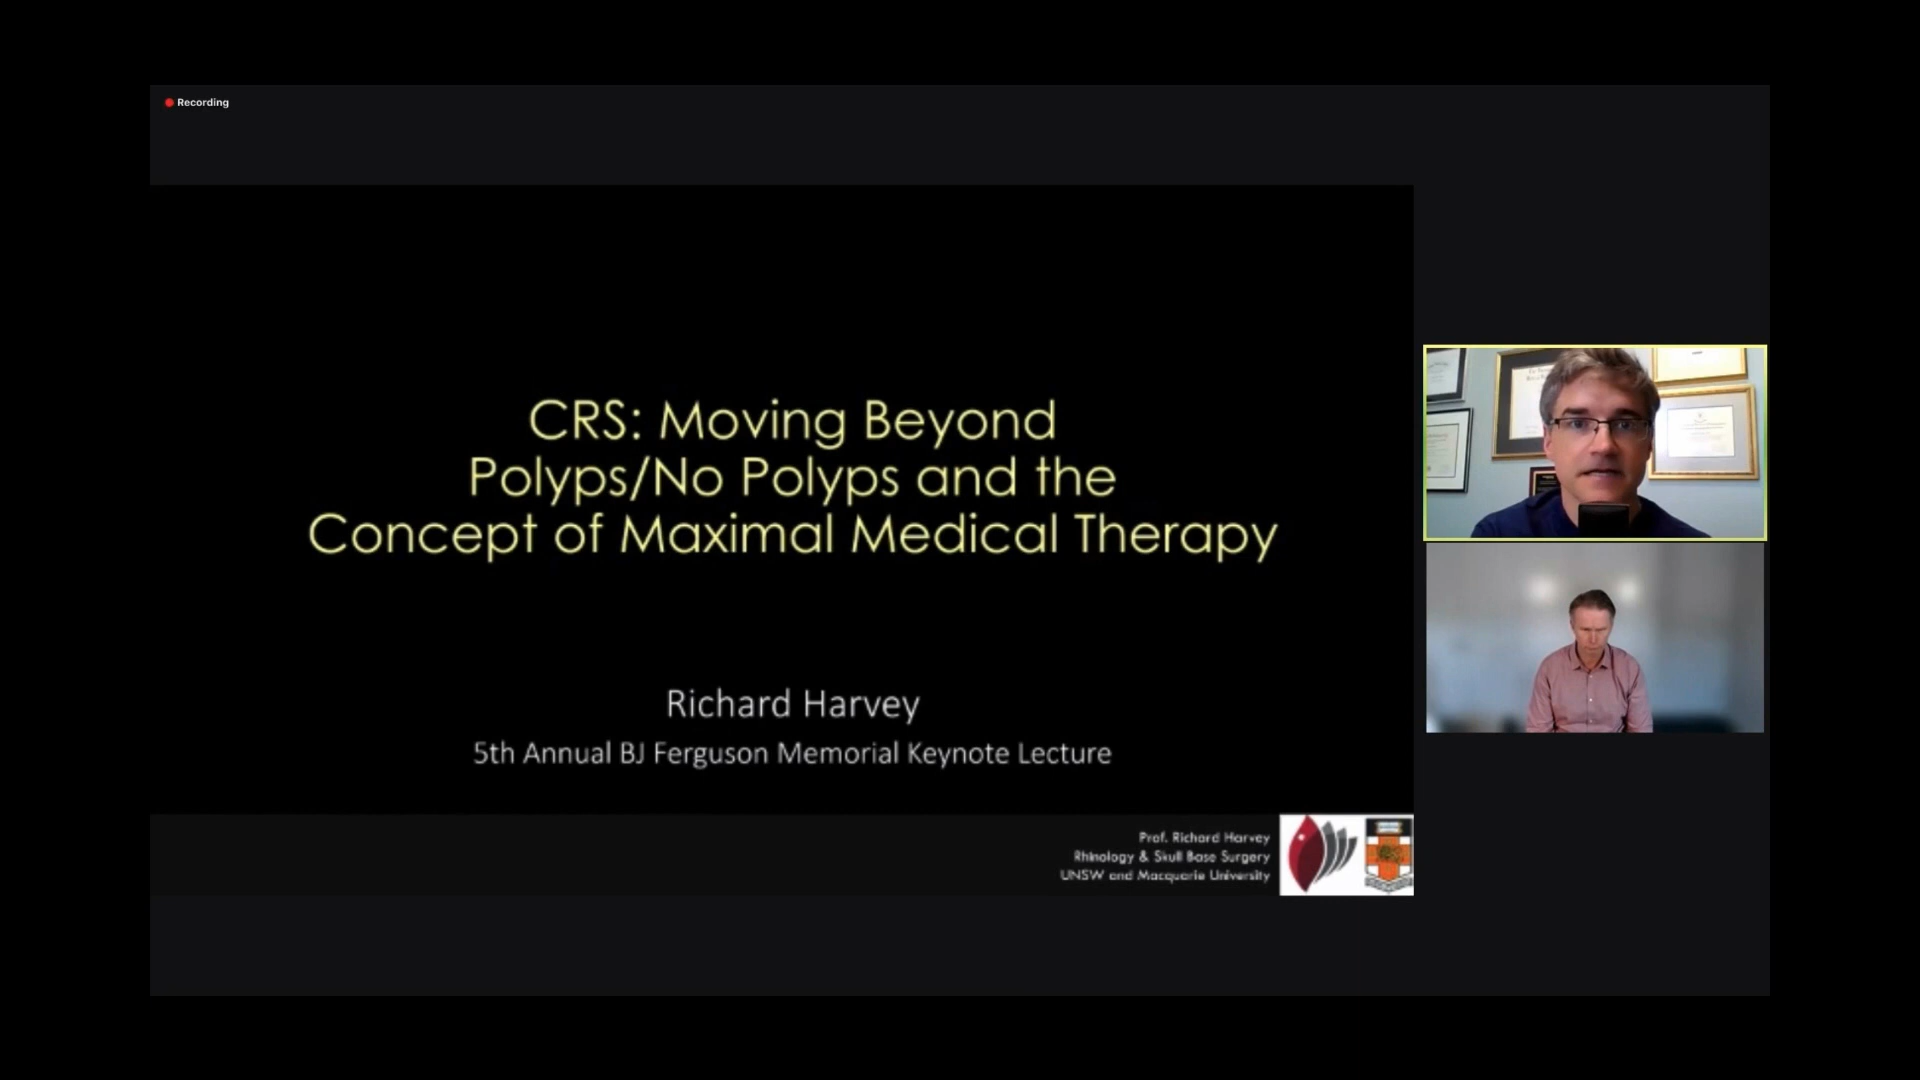 Recording
CRS: Moving Beyond
Polyps/No Polyps and the
Concept of Maximal Medical Therapy
Richard Harvey
5th Annual BJ Ferguson Memorial Keynote Lecture
Prof. Richard Harvey
Rhinology & Skull Base Surgery
UNSW and Macquarie University